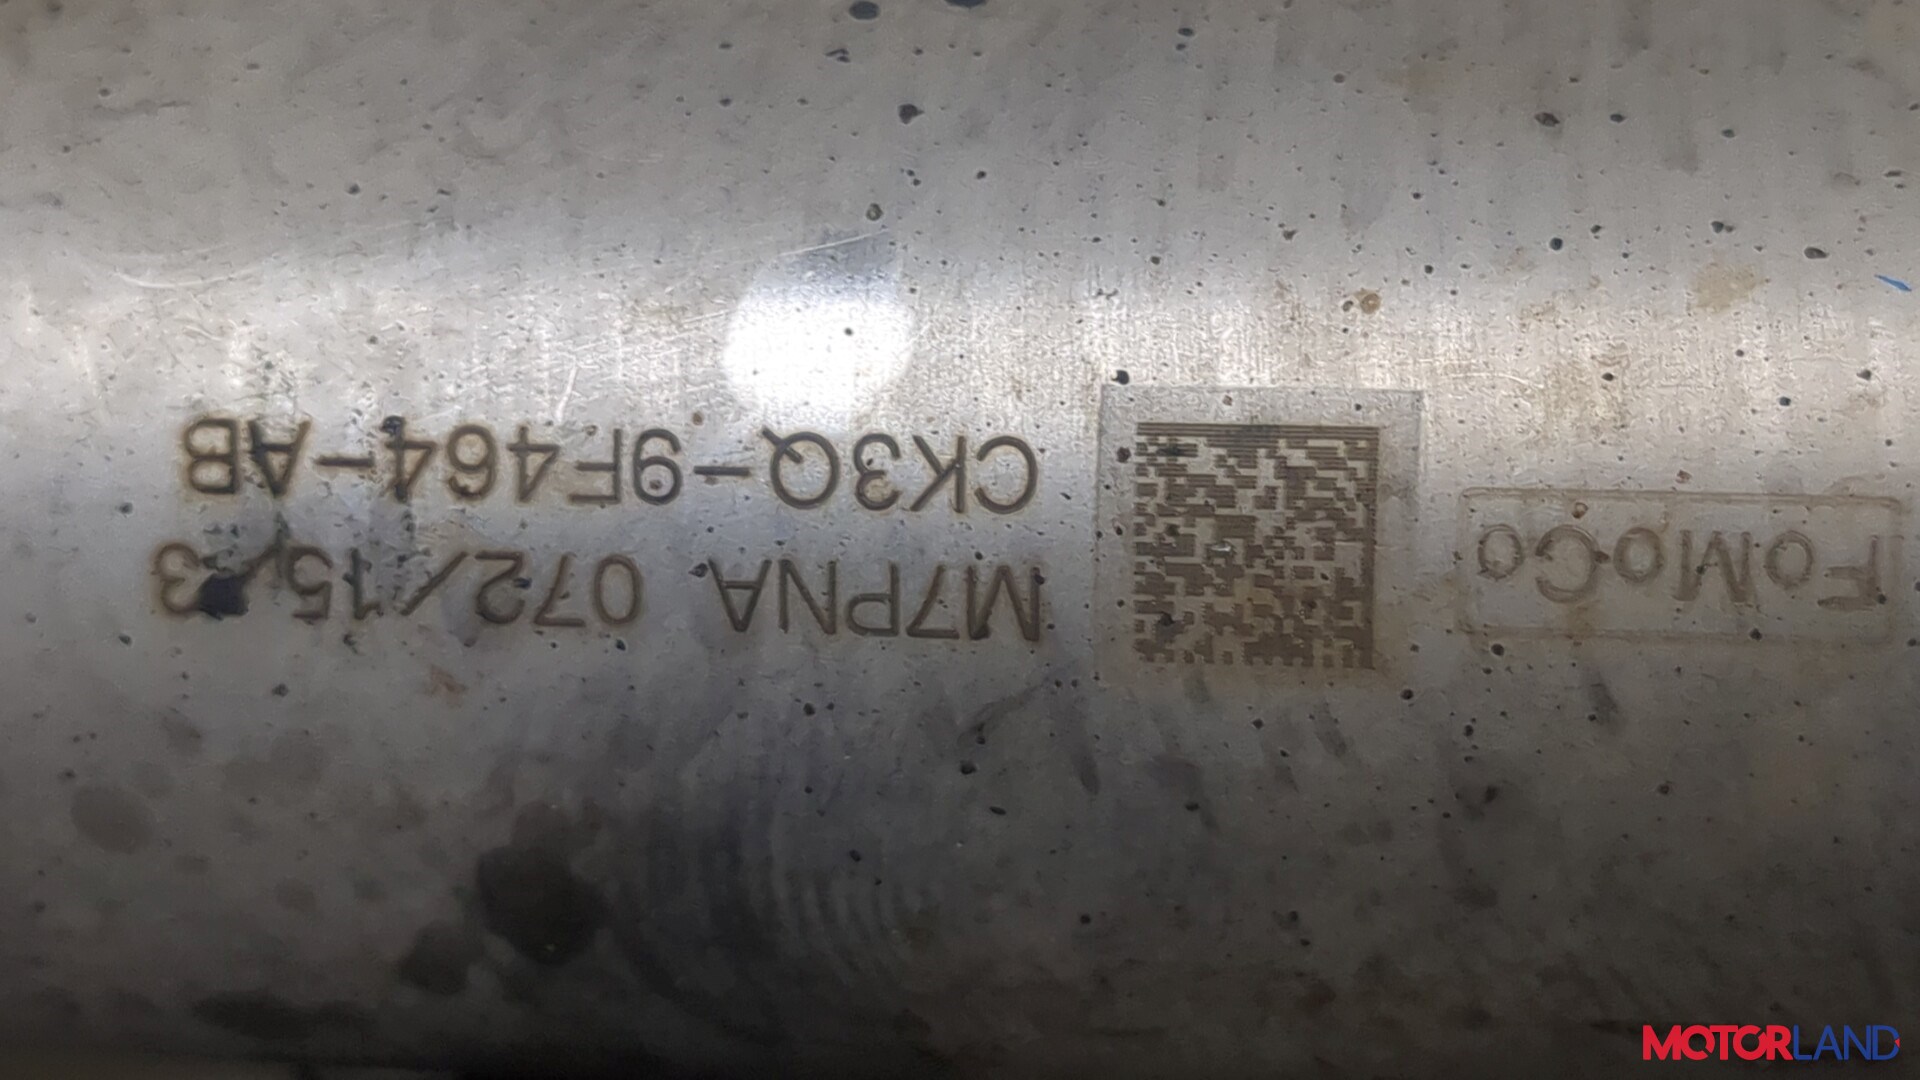 FoMoCo
M7PNA 072/15/3
CK3Q-9F464-AB
MOTORLAND